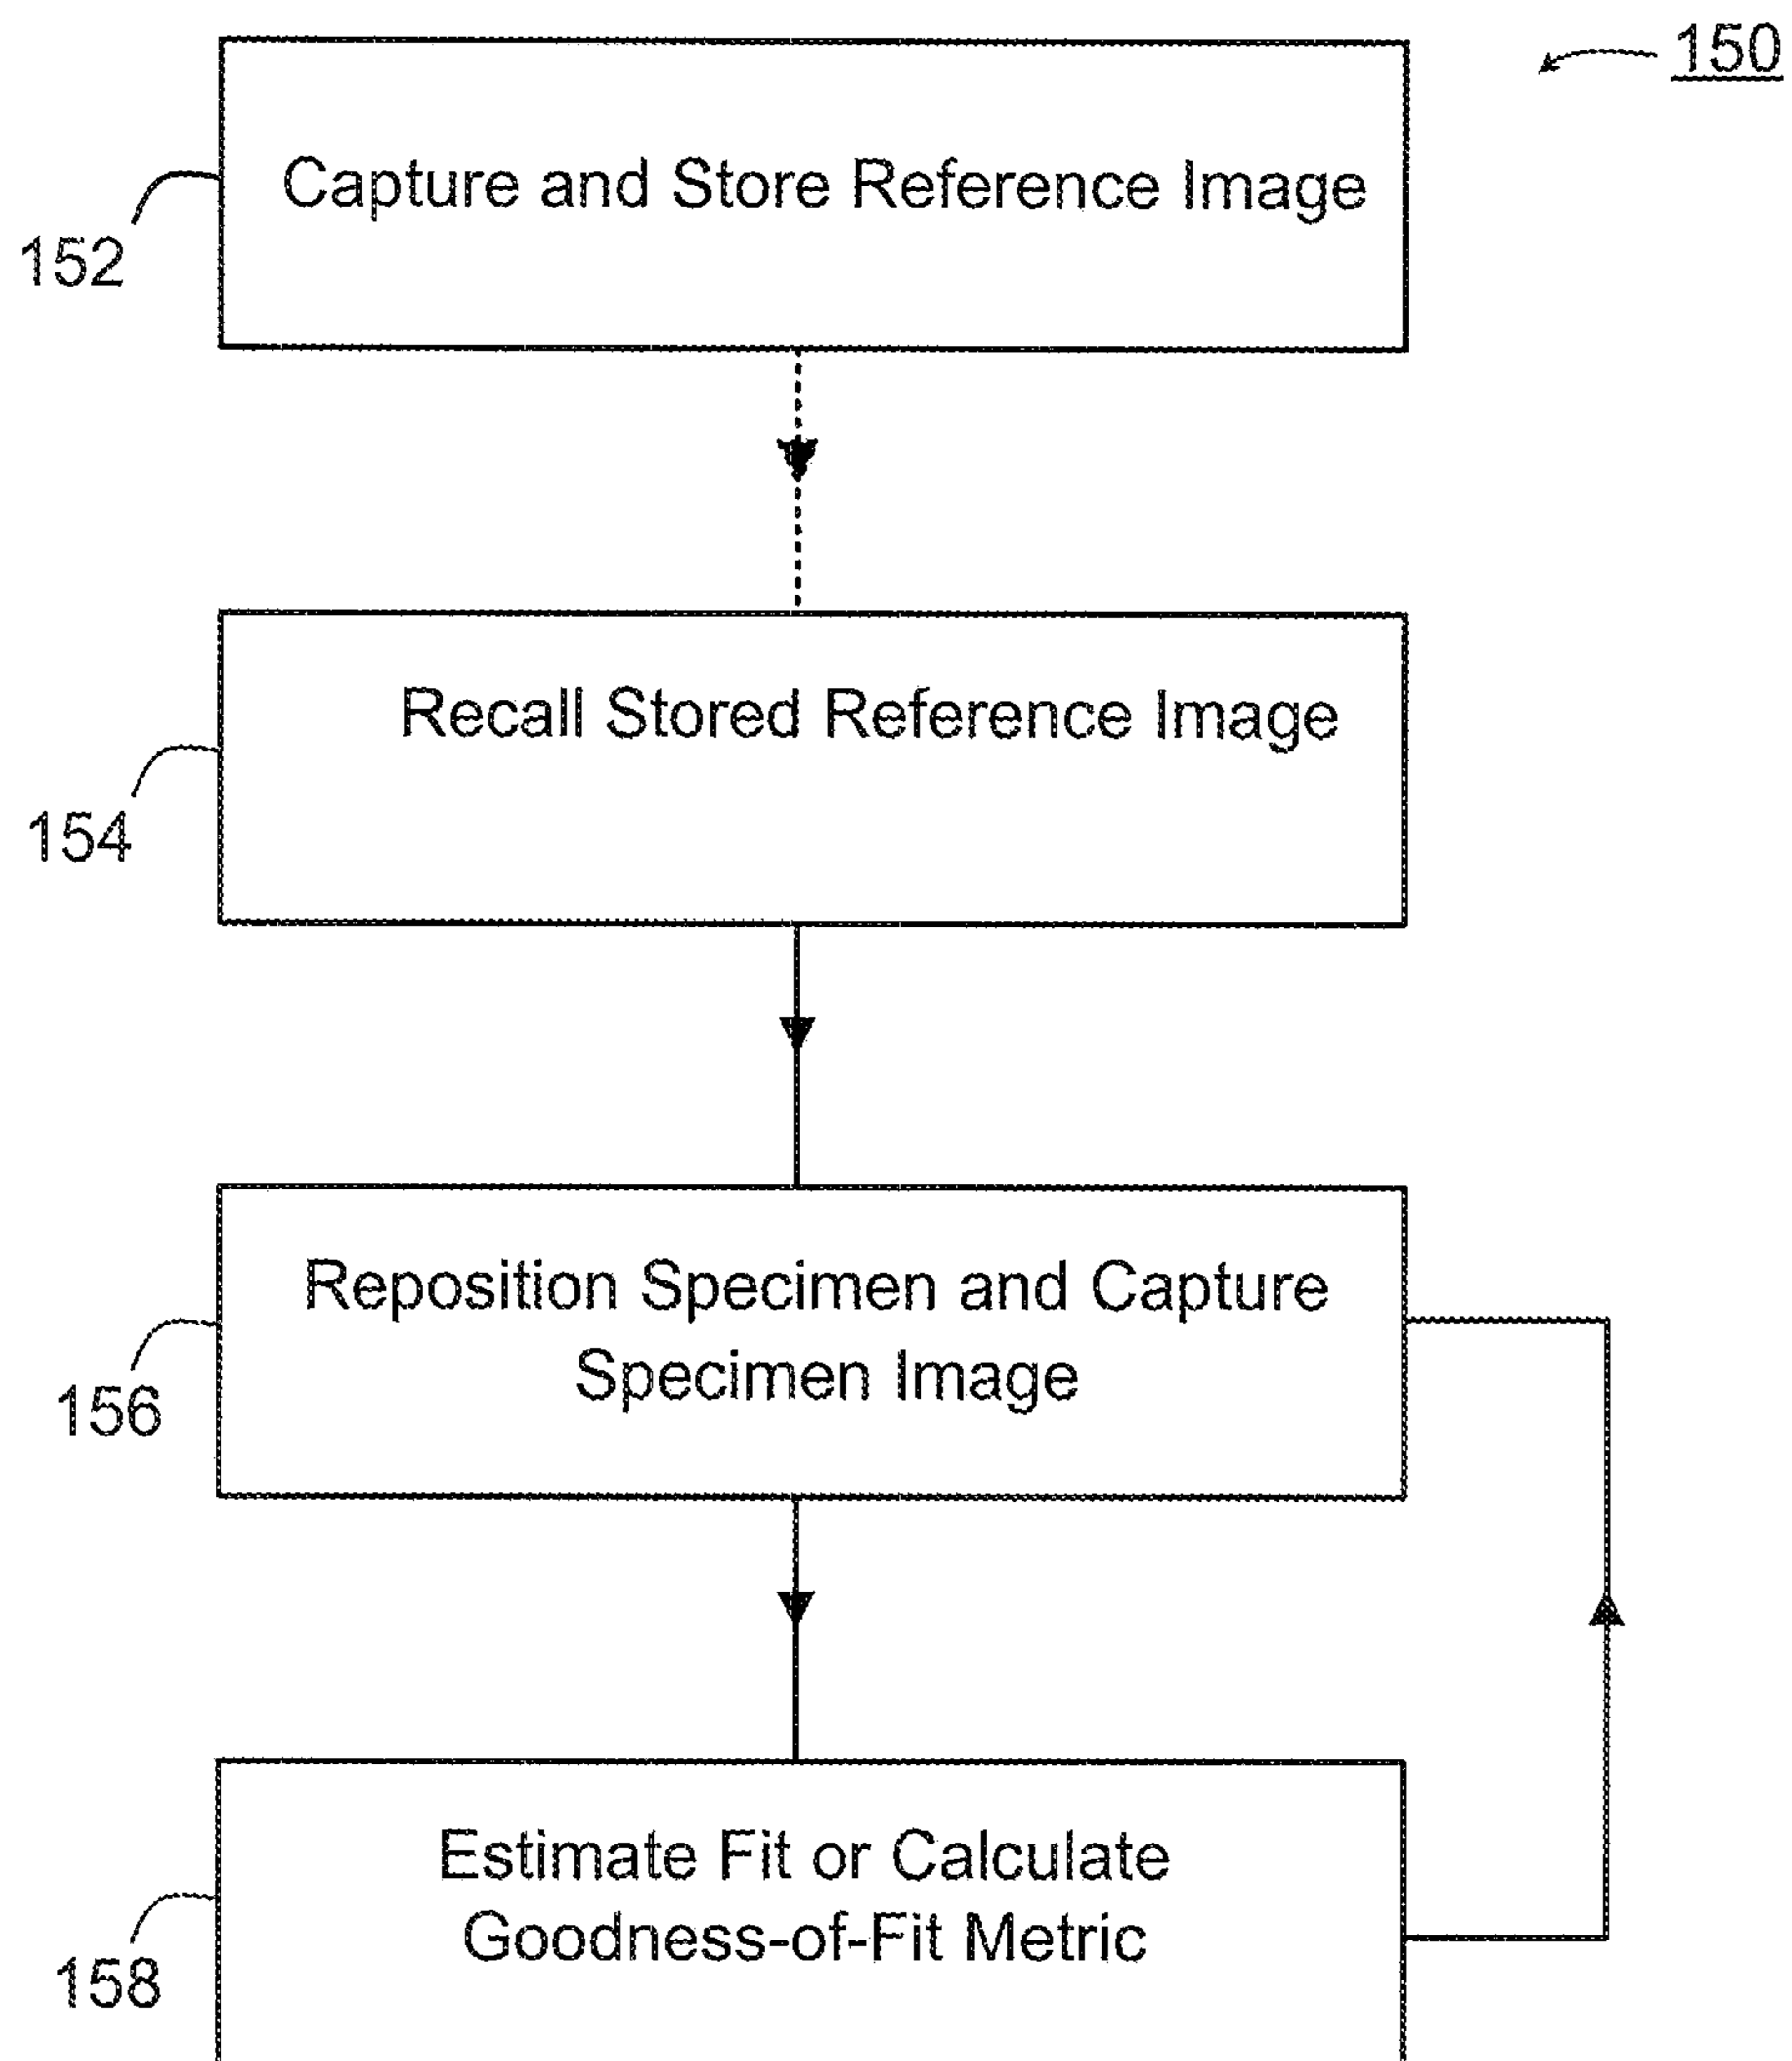 150
Capture and Store Reference Image
152
Recall Stored Reference Image
154
Reposition Specimen and Capture
Specimen Image
156
Estimate Fit or Calculate
Goodness-of-Fit Metric
158